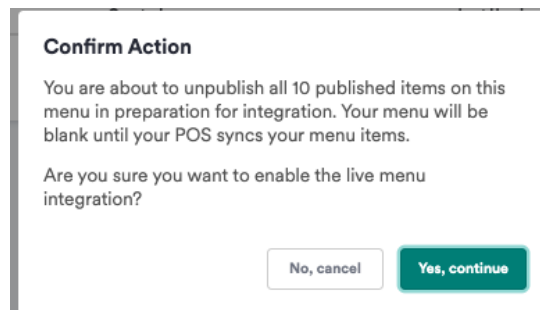 Confirm Action
You are about to unpublish all 10 published items on this
menu in preparation for integration. Your menu will be
blank until your POS syncs your menu items.
Are you sure you want to enable the live menu
integration?
No, cancel
Yes, continue